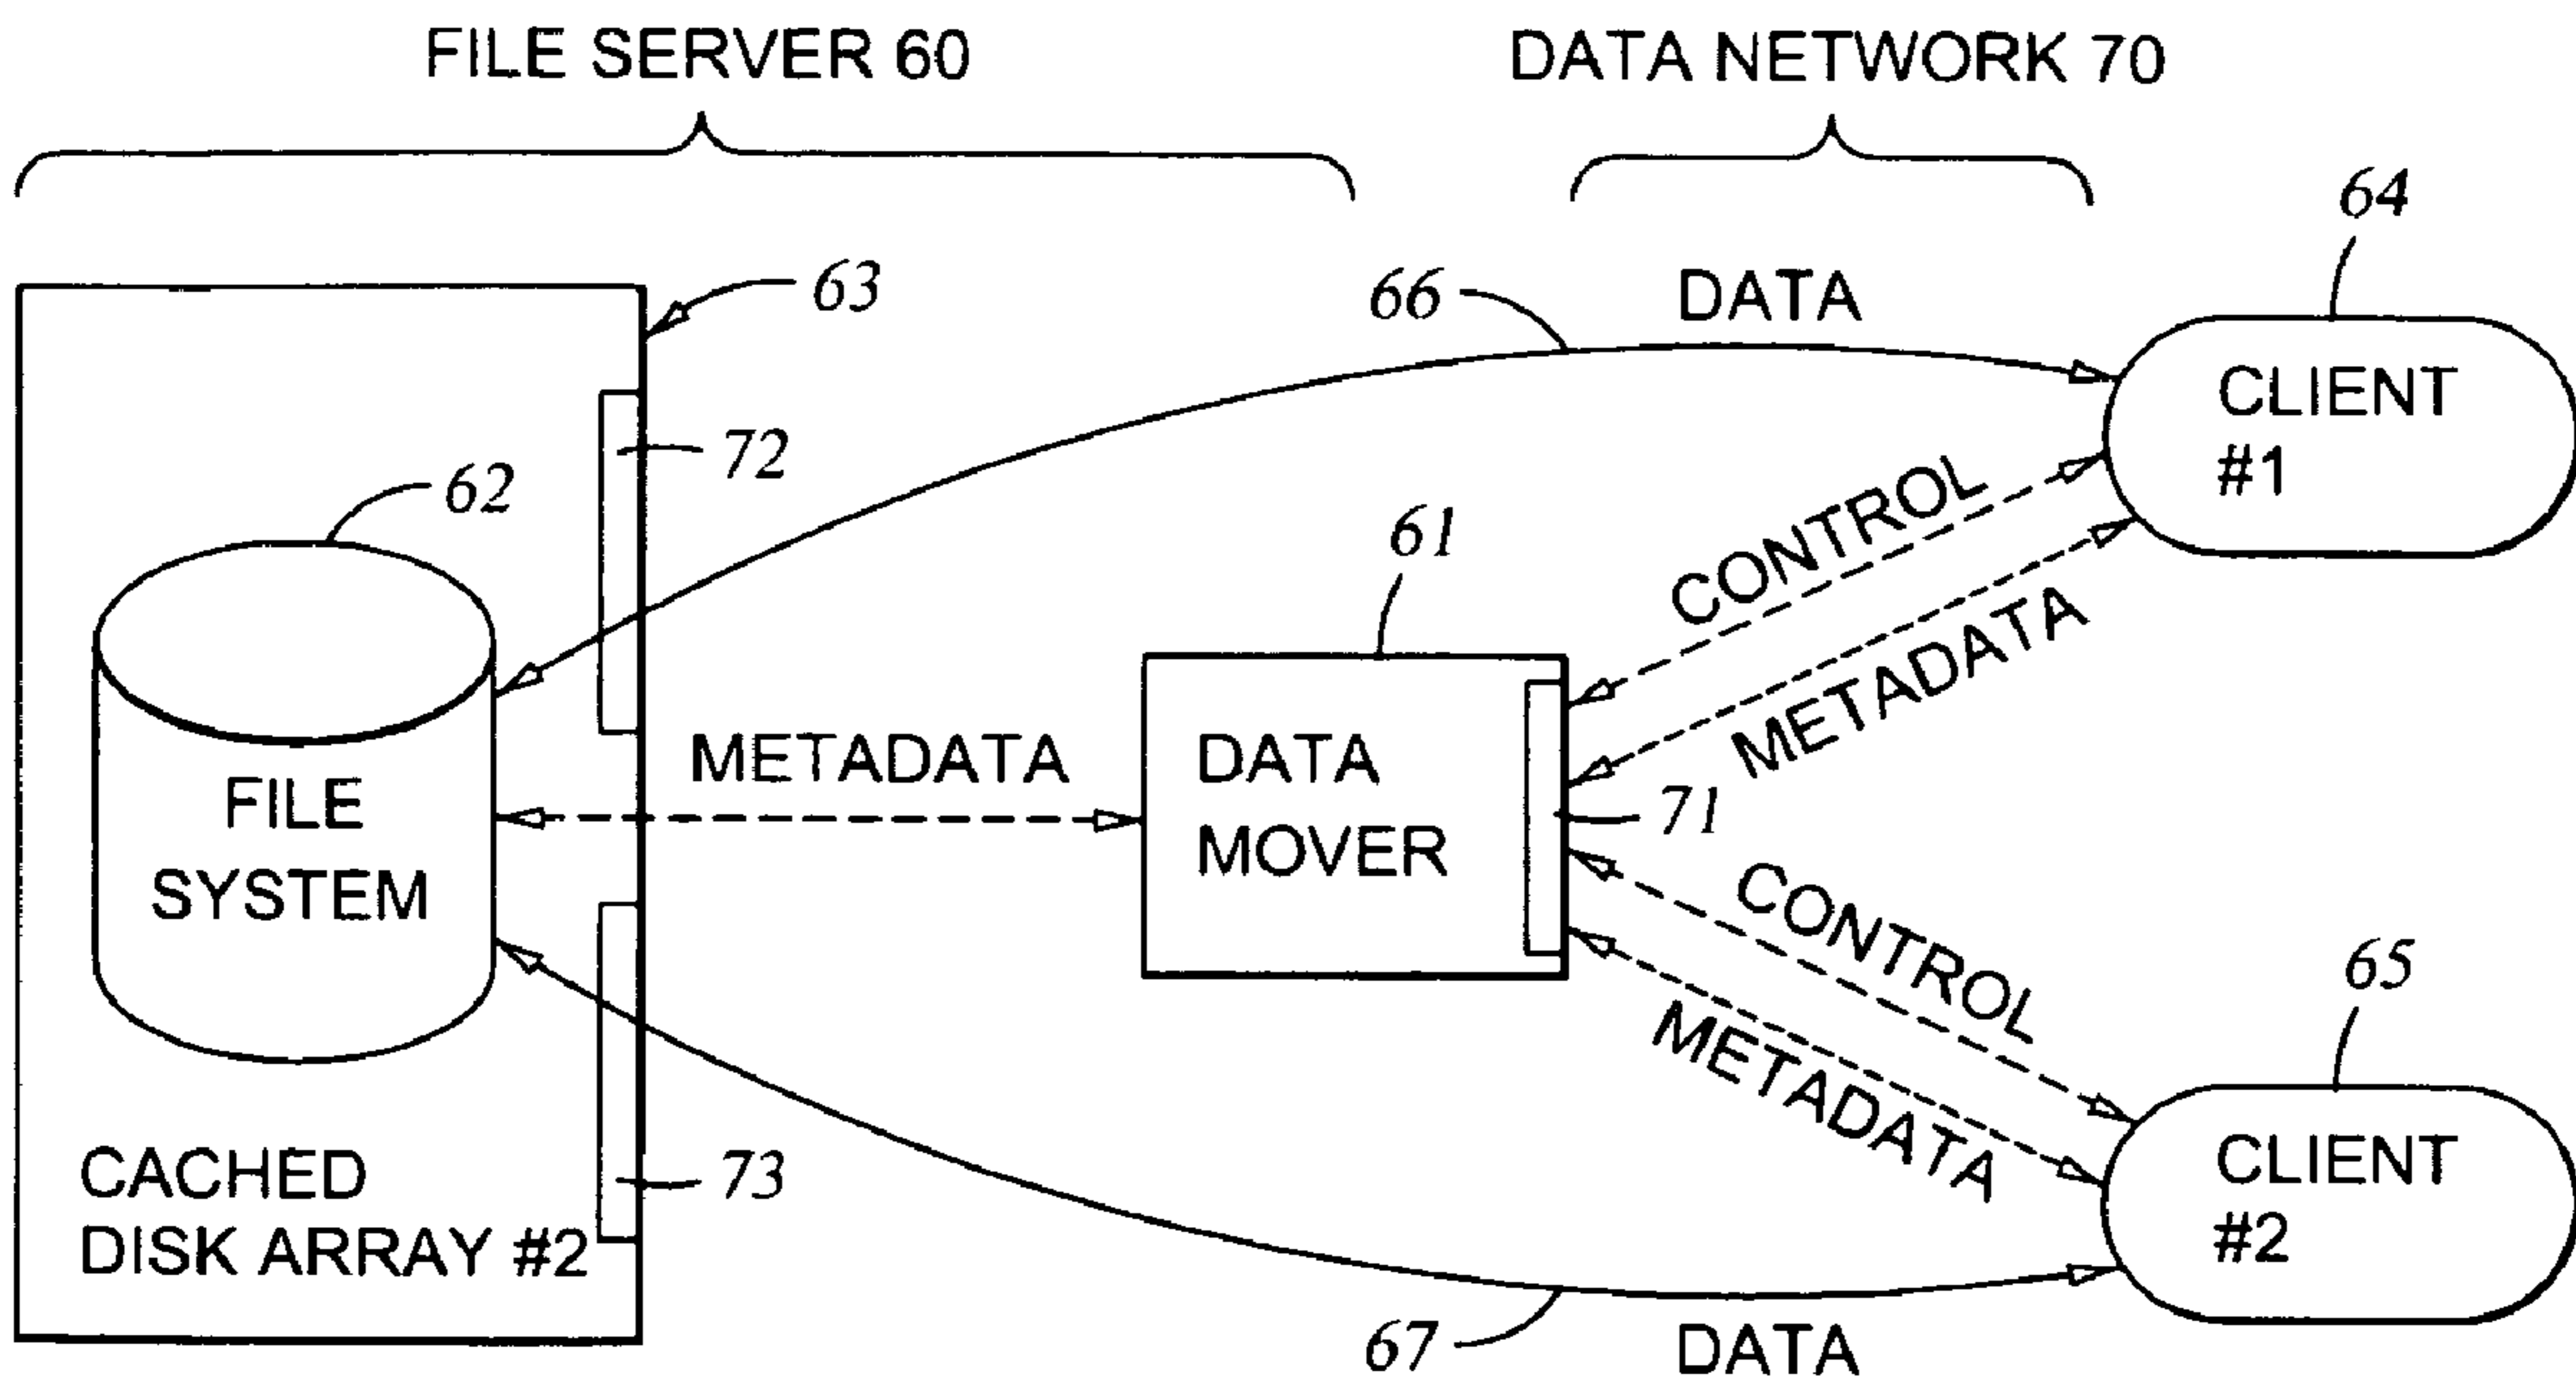 FILE SERVER 60
DATA NETWORK 70
64
63
66
DATA
CLIENT
#1
72
62
61
CONTROL
METADATA
METADATA
DATA
MOVER
71
FILE
SYSTEM
CONTROL
METADATA
65
CACHED
DISK ARRAY #2
73
CLIENT
#2
67
DATA